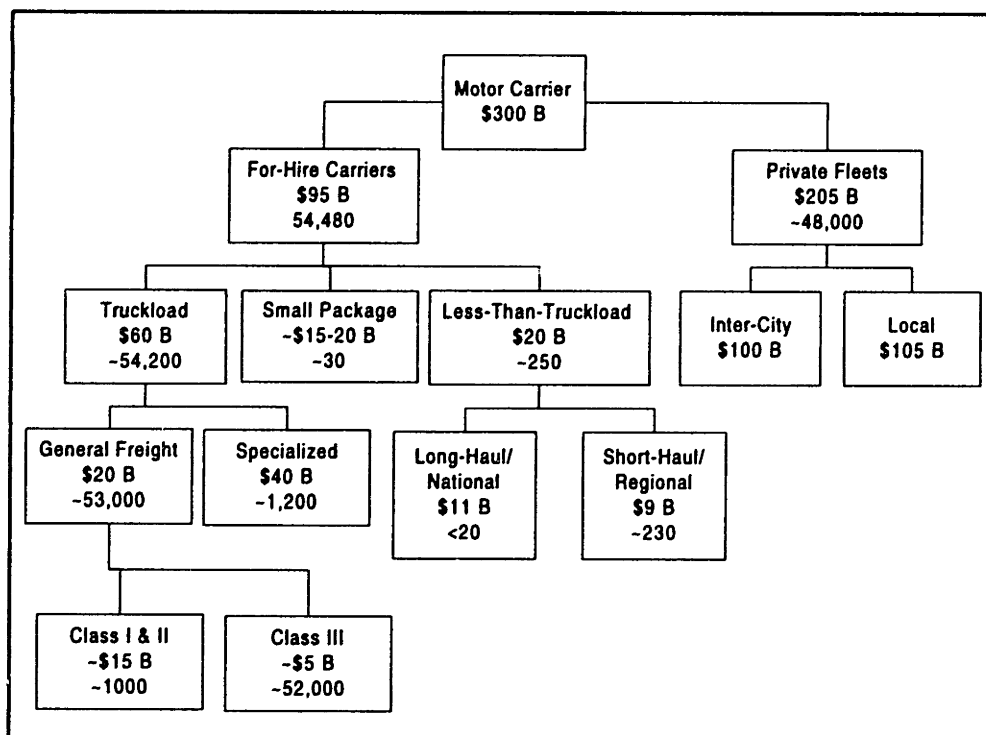 Motor Carrier
$300 B
For-Hire Carriers
$95 B
54,480
Private Fleets
$205 B
~48,000
Truckload
$60 B
~54,200
Small Package
~$15-20 B
~30
Less-Than-Truckload
$20 B
~250
Inter-City
$100 B
Local
$105 B
General Freight
$20 B
~53,000
Specialized
$40 B
~1,200
Long-Haul/
National
$11 B
<20
Short-Haul/
Regional
$9 B
~230
Class I & II
~$15 B
~1000
Class III
~$5 B
~52,000